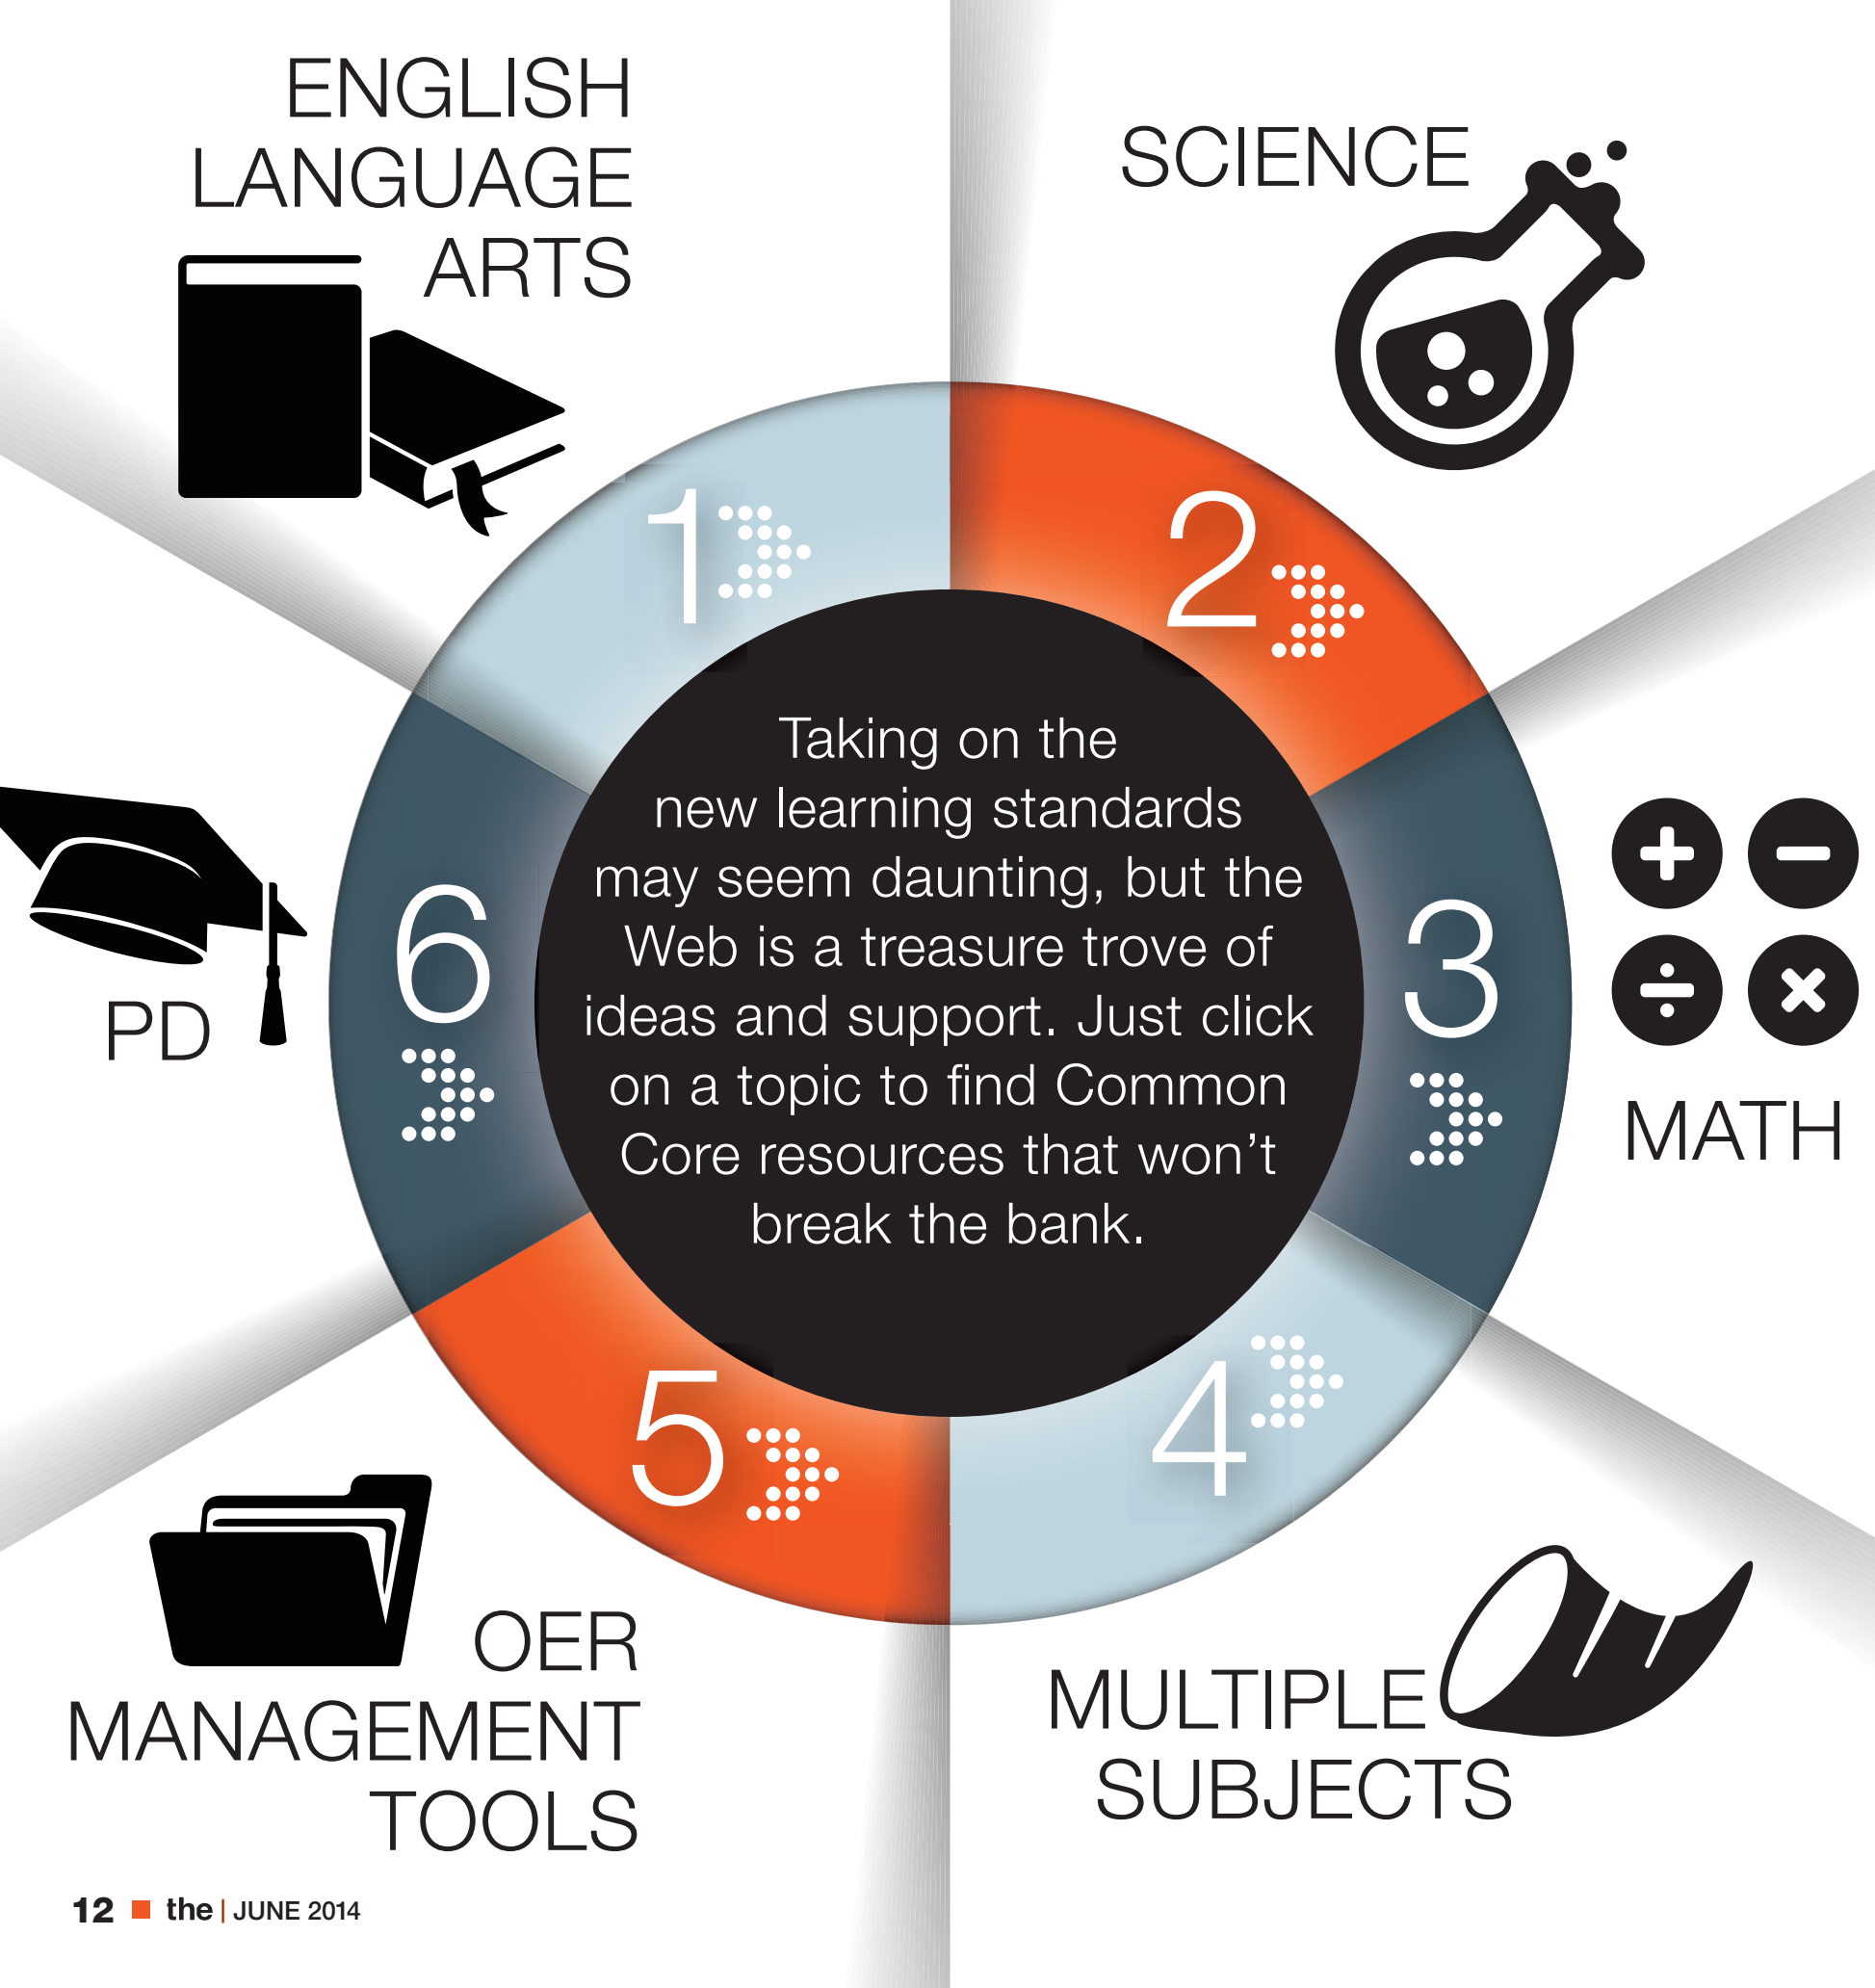 ENGLISH
LANGUAGE
ARTS
SCIENCE
1
2
Taking on the
new learning standards
may seem daunting, but the
Web is a treasure trove of
ideas and support. Just click
on a topic to find Common
Core resources that won’t
break the bank.
3
MATH
4
MULTIPLE
SUBJECTS
5
OER
MANAGEMENT
TOOLS
6
PD
12 ■ the | JUNE 2014